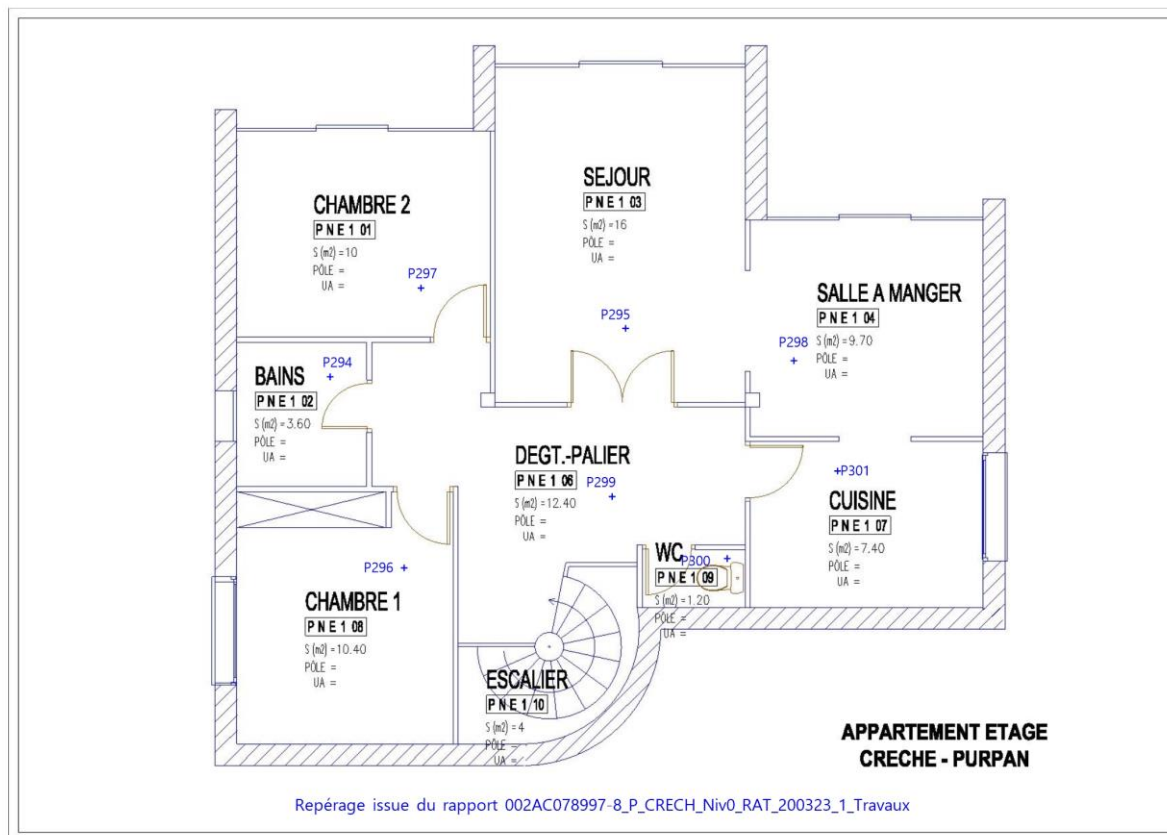 SEJOUR
PNE1 03
S (m2) =16
PÔLE =
UA =
CHAMBRE 2
PNE1 01
S (m2) =10
PÔLE =
UA =
P297
P295
SALLE A MANGER
PNE1 04
S (m2) =9.70
PÔLE =
UA =
P298
P294
BAINS
PNE1 02
S (m2) =3.60
PÔLE =
UA =
DEGT.-PALIER
PNE1 06
P299
S (m2) =12.40
PÔLE =
UA =
P301
CUISINE
PNE1 07
S (m2) =7.40
PÔLE =
UA =
WC
P300
PNE1 09
S (m2) =1.20
PÔLE =
UA =
P296
CHAMBRE 1
PNE1 08
S (m2) =10.40
PÔLE =
UA =
ESCALIER
PNE1 10
S (m2) =4
PÔLE =
UA =
APPARTEMENT ETAGE
CRECHE - PURPAN
Repérage issue du rapport 002AC078997-8_P_CRECH_Niv0_RAT_200323_1_Travaux